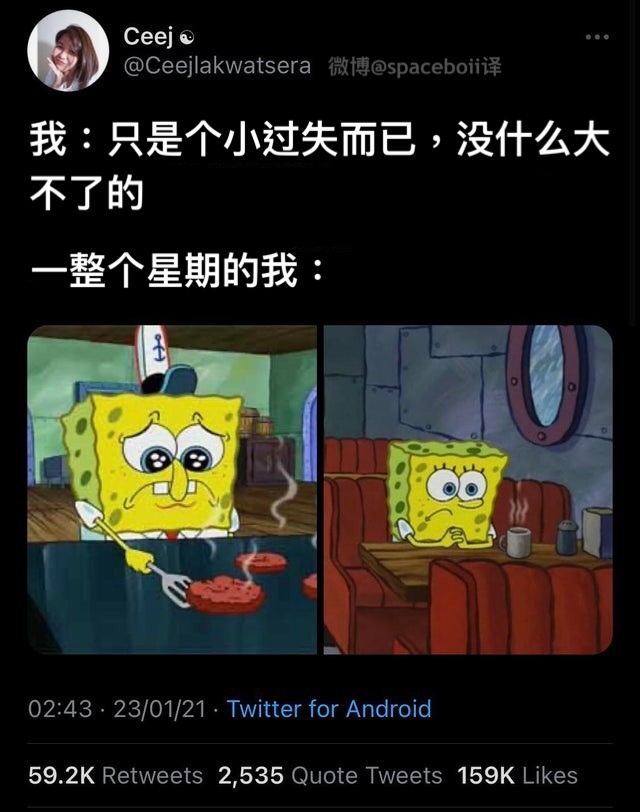 Ceej ☯
@Ceejlakwatsera 微博@spaceboii译
我：只是个小过失而已，没什么大
不了的
一整个星期的我：
02:43 · 23/01/21 · Twitter for Android
59.2K Retweets 2,535 Quote Tweets 159K Likes